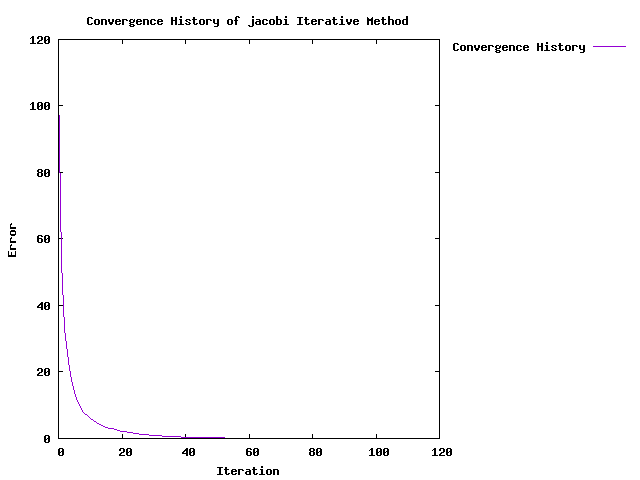 Convergence History of jacobi Iterative Method
Convergence History
120
100
80
60
40
20
0
Error
0 20 40 60 80 100 120
Iteration